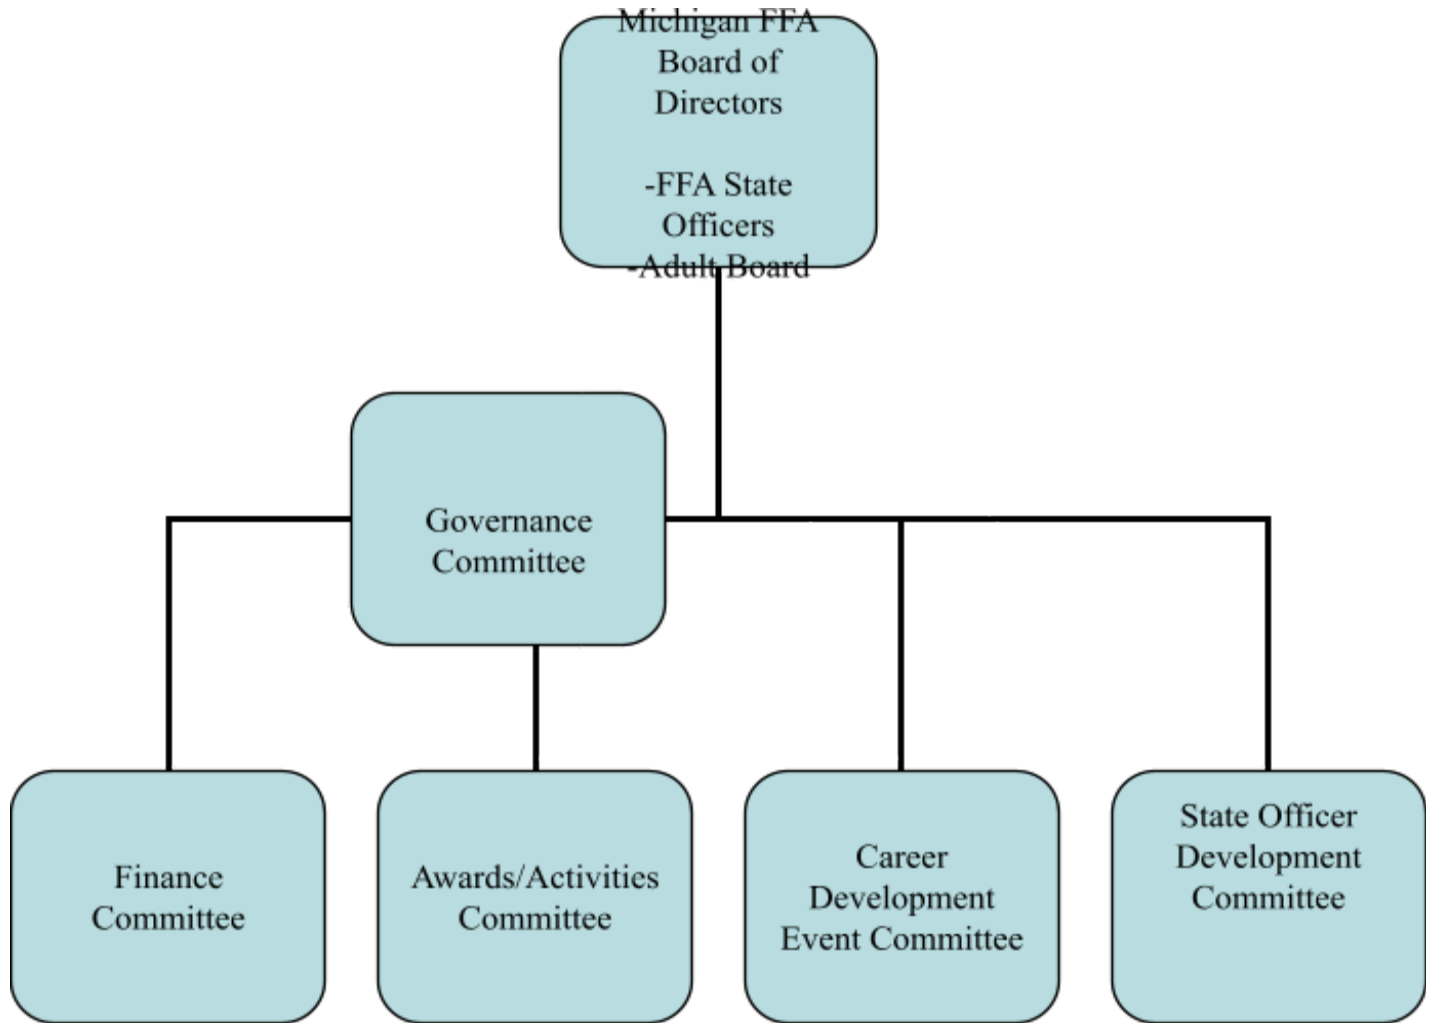 Michigan FFA
Board of
Directors
-FFA State
Officers
-Adult Board
Governance
Committee
Finance
Committee
Awards/Activities
Committee
Career
Development
Event Committee
State Officer
Development
Committee